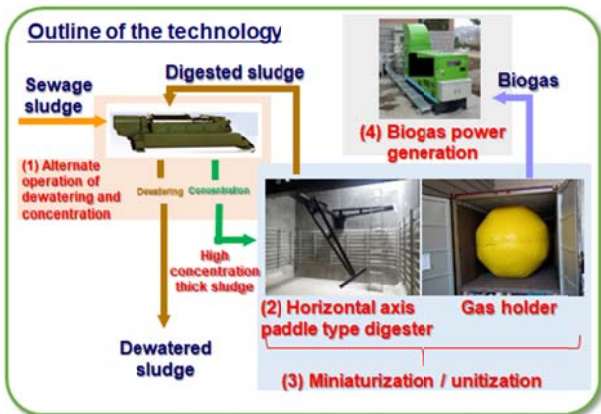 Outline of the technology
Sewage
sludge
Digested sludge
Biogas
(4) Biogas power
generation
(1) Alternate
operation of
dewatering and
concentration
Dewatering
Concentration
High
concentration
thick sludge
(2) Horizontal axis
paddle type digester
Gas holder
Dewatered
sludge
(3) Miniaturization / unitization